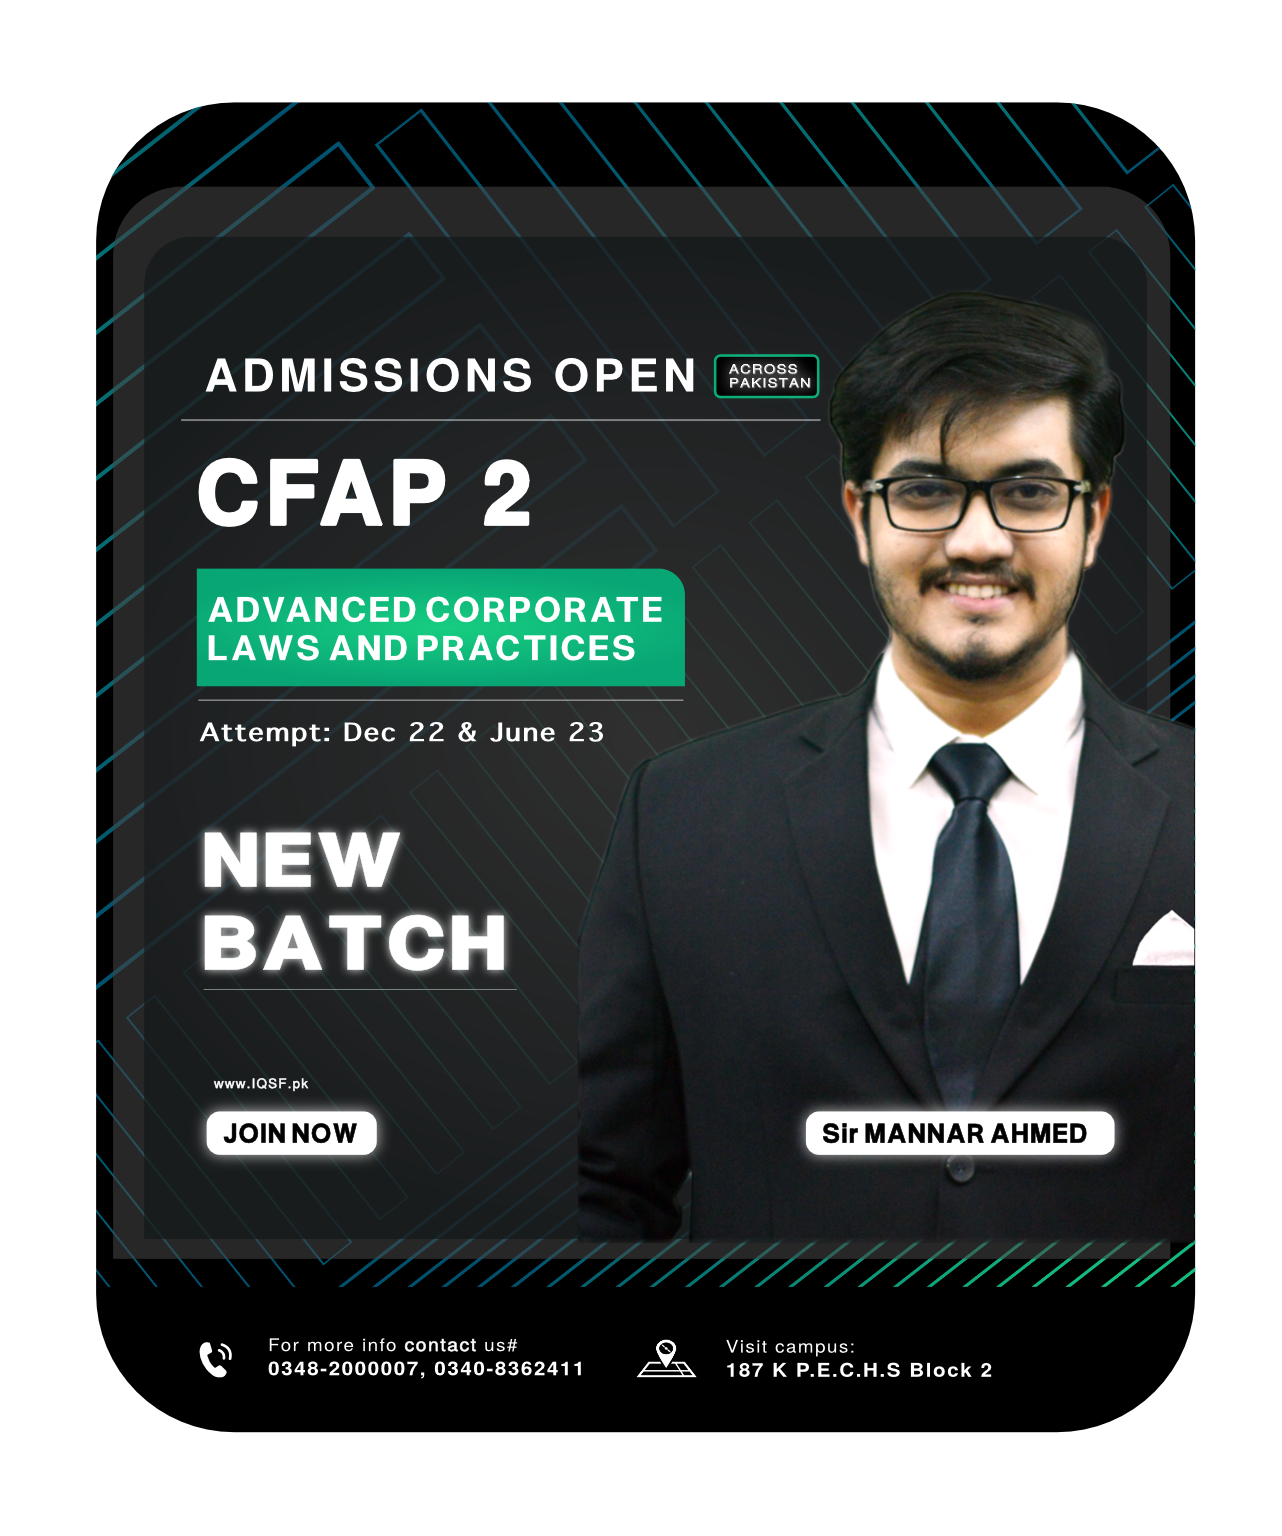 ADMISSIONS OPEN
ACROSS
PAKISTAN
CFAP 2
ADVANCED CORPORATE
LAWS AND PRACTICES
Attempt: Dec 22 & June 23
NEW
BATCH
www.IQSF.pk
JOIN NOW
Sir MANNAR AHMED
For more info contact us#
0348-2000007, 0340-8362411
Visit campus:
187 K P.E.C.H.S Block 2